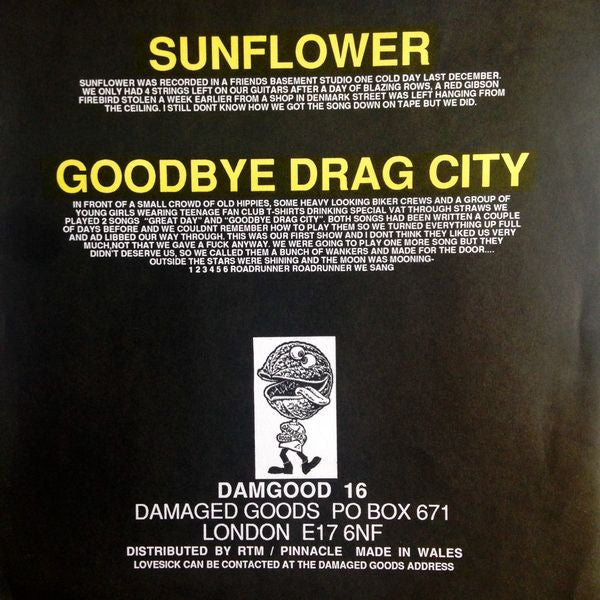 SUNFLOWER
SUNFLOWER WAS RECORDED IN A FRIENDS BASEMENT STUDIO ONE COLD DAY LAST DECEMBER.
WE ONLY HAD 4 STRINGS LEFT ON OUR GUITARS AFTER A DAY OF BLAZING ROWS, A RED GIBSON
FIREBIRD STOLEN A WEEK EARLIER FROM A SHOP IN DENMARK STREET WAS LEFT HANGING FROM
THE CEILING. I STILL DONT KNOW HOW WE GOT THE SONG DOWN ON TAPE BUT WE DID.
GOODBYE DRAG CITY
IN FRONT OF A SMALL CROWD OF OLD HIPPIES, SOME HEAVY LOOKING BIKER CREWS AND A GROUP OF
YOUNG GIRLS WEARING TEENAGE FAN CLUB T-SHIRTS DRINKING SPECIAL VAT THROUGH STRAWS WE
PLAYED 2 SONGS "GREAT DAY" AND "GOODBYE DRAG CITY". BOTH SONGS HAD BEEN WRITTEN A COUPLE
OF DAYS BEFORE AND WE COULDNT REMEMBER HOW TO PLAY THEM SO WE TURNED EVERYTHING UP FULL
AND AD LIBBED OUR WAY THROUGH. THIS WAS OUR FIRST SHOW AND I DONT THINK THEY LIKED US VERY
MUCH,NOT THAT WE GAVE A FUCK ANYWAY. WE WERE GOING TO PLAY ONE MORE SONG BUT THEY
DIDN'T DESERVE US, SO WE CALLED THEM A BUNCH OF WANKERS AND MADE FOR THE DOOR....
OUTSIDE THE STARS WERE SHINING AND THE MOON WAS MOONING-
1 2 3 4 5 6 ROADRUNNER ROADRUNNER WE SANG
DAMGOOD 16
DAMAGED GOODS PO BOX 671
LONDON E17 6NF
DISTRIBUTED BY RTM / PINNACLE MADE IN WALES
LOVESICK CAN BE CONTACTED AT THE DAMAGED GOODS ADDRESS